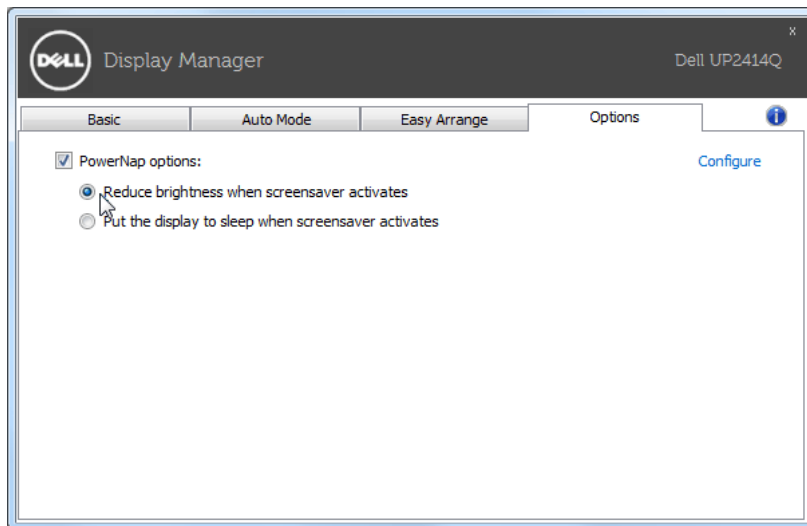 x
DELL Display Manager Dell UP2414Q
Basic Auto Mode Easy Arrange Options
PowerNap options: Configure
Reduce brightness when screensaver activates
Put the display to sleep when screensaver activates